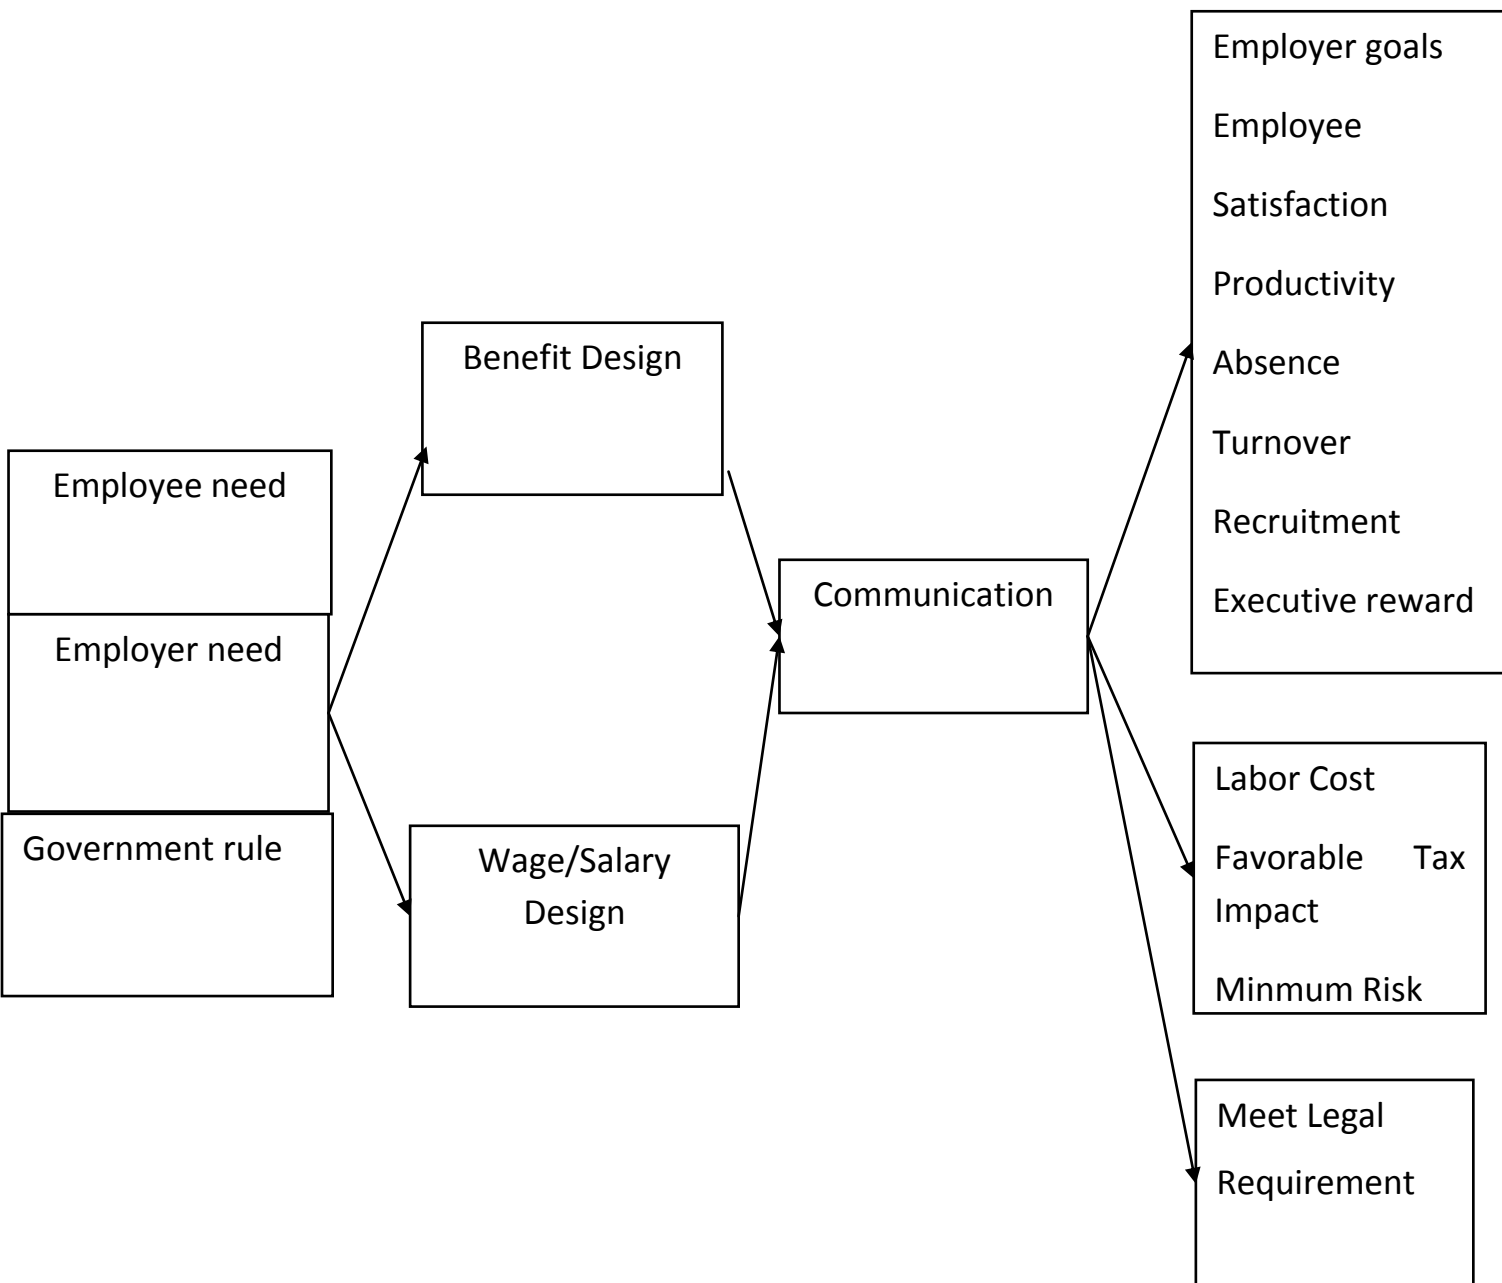 Employee need
Employer need
Government rule
Benefit Design
Wage/Salary
Design
Communication
Employer goals
Employee
Satisfaction
Productivity
Absence
Turnover
Recruitment
Executive reward
Labor Cost
Favorable Tax
Impact
Minmum Risk
Meet Legal
Requirement